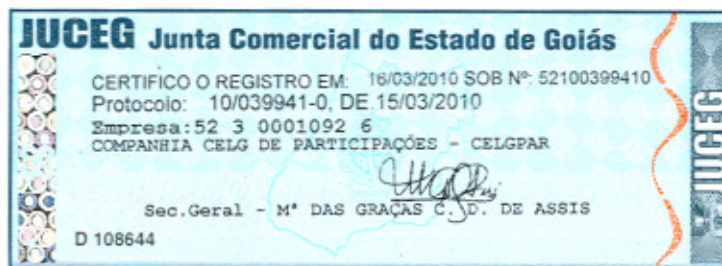 JUCEG Junta Comercial do Estado de Goiás
CERTIFICO O REGISTRO EM: 16/03/2010 SOB Nº: 52100399410
Protocolo: 10/039941-0, DE 15/03/2010
Empresa:52 3 0001092 6
COMPANHIA CELG DE PARTICIPAÇÕES - CELGPAR
Sec.Geral - Mª DAS GRAÇAS C. D. DE ASSIS
D 108644
JUCEG